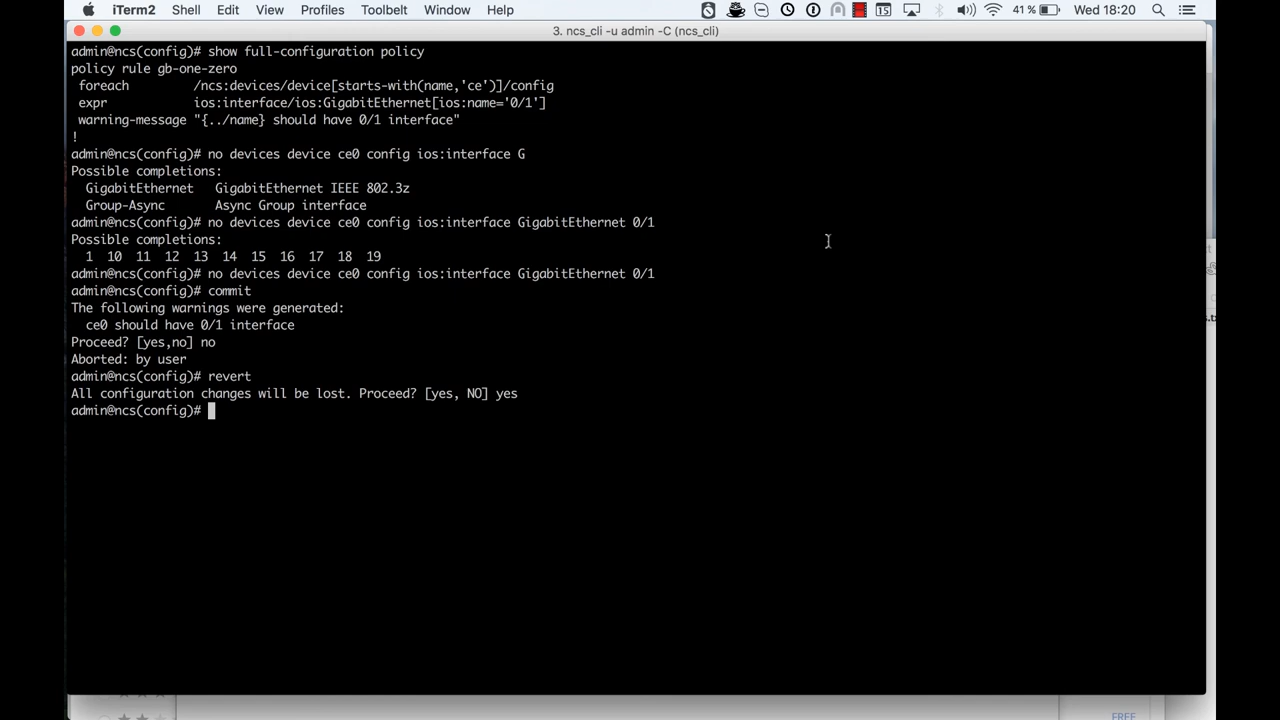 iTerm2 Shell Edit View Profiles Toolbelt Window Help 15 41 % Wed 18:20
3. ncs_cli -u admin -C (ncs_cli)
admin@ncs(config)# show full-configuration policy
policy rule gb-one-zero
foreach /ncs:devices/device[starts-with(name,'ce')]/config
expr ios:interface/ios:GigabitEthernet[ios:name='0/1']
warning-message "{../name} should have 0/1 interface"
!
admin@ncs(config)# no devices device ce0 config ios:interface G
Possible completions:
GigabitEthernet GigabitEthernet IEEE 802.3z
Group-Async Async Group interface
admin@ncs(config)# no devices device ce0 config ios:interface GigabitEthernet 0/1
Possible completions:
1 10 11 12 13 14 15 16 17 18 19
admin@ncs(config)# no devices device ce0 config ios:interface GigabitEthernet 0/1
admin@ncs(config)# commit
The following warnings were generated:
ce0 should have 0/1 interface
Proceed? [yes,no] no
Aborted: by user
admin@ncs(config)# revert
All configuration changes will be lost. Proceed? [yes, NO] yes
admin@ncs(config)#
FREE